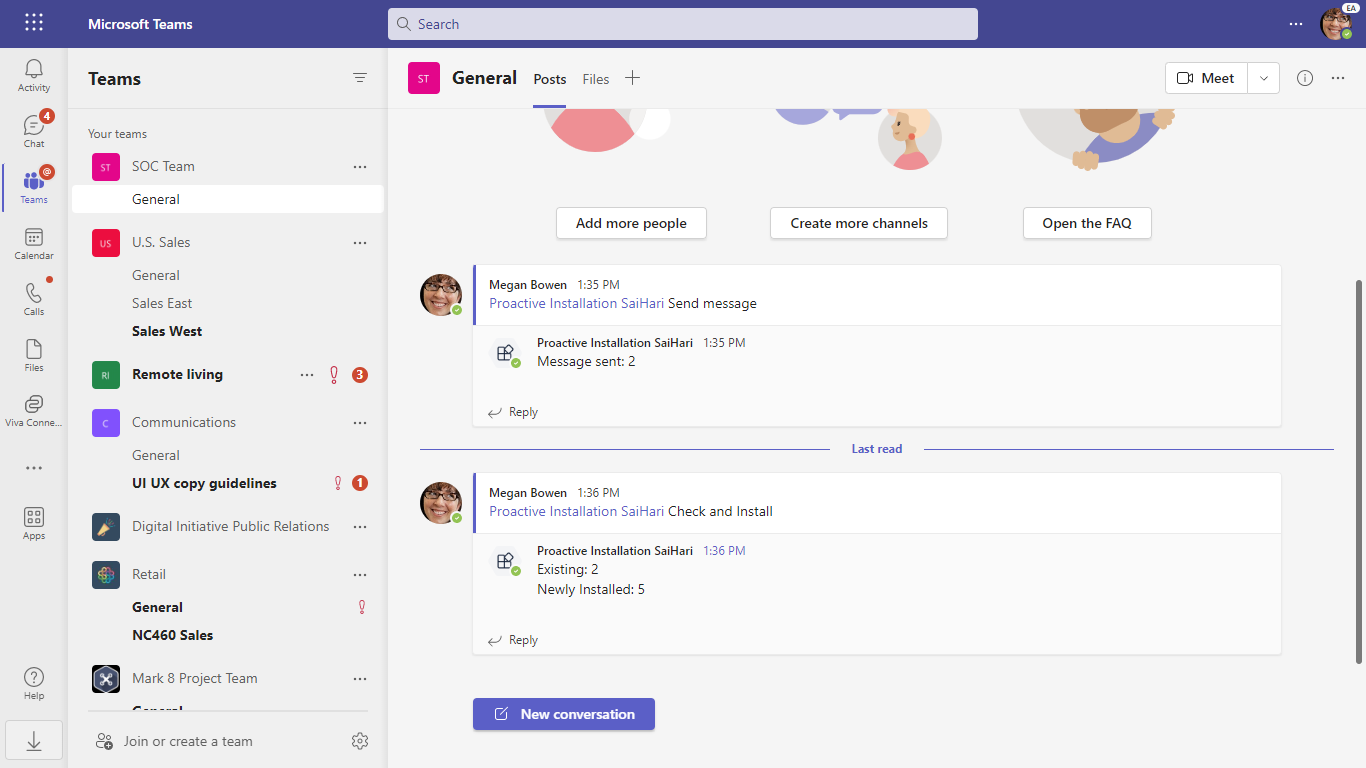 Microsoft Teams
Search
EA
Activity
4
Chat
@
Teams
Calendar
Calls
Files
Viva Conne...
Apps
Help
Teams
Your teams
ST SOC Team
General
US U.S. Sales
General
Sales East
Sales West
RI Remote living 3
C Communications
General
UI UX copy guidelines 1
Digital Initiative Public Relations
Retail
General
NC460 Sales
Mark 8 Project Team
General
Join or create a team
ST General Posts Files
Meet
Add more people
Create more channels
Open the FAQ
Megan Bowen 1:35 PM
Proactive Installation SaiHari Send message
Proactive Installation SaiHari 1:35 PM
Message sent: 2
Reply
Last read
Megan Bowen 1:36 PM
Proactive Installation SaiHari Check and Install
Proactive Installation SaiHari 1:36 PM
Existing: 2
Newly Installed: 5
Reply
New conversation